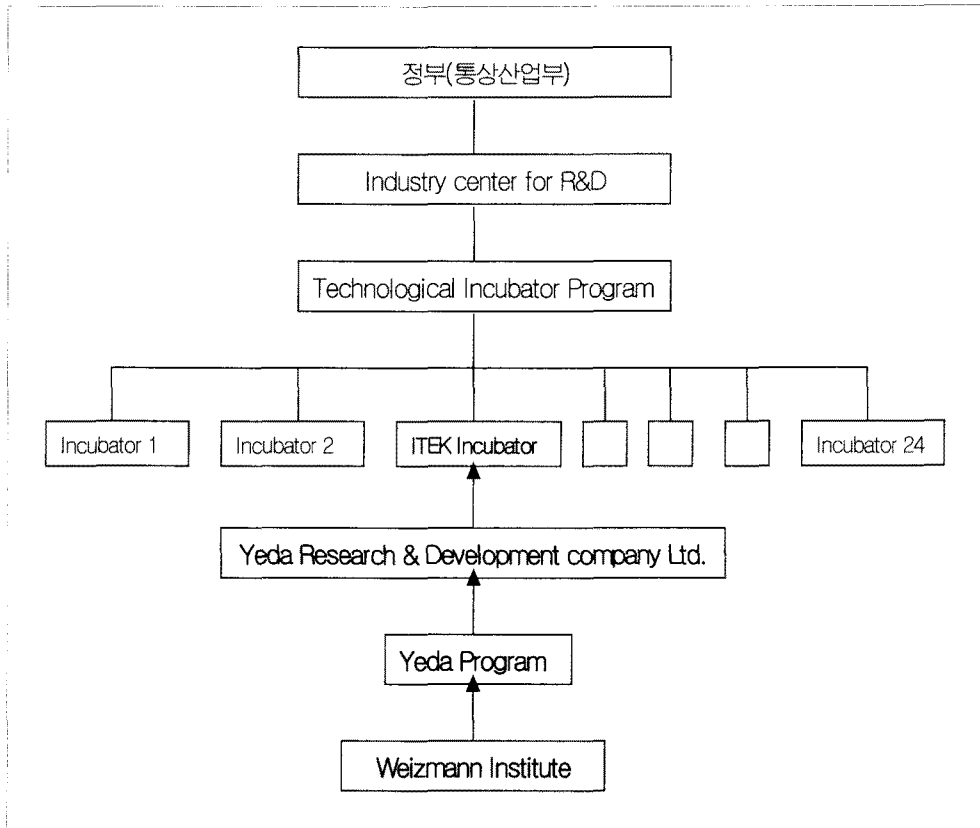 정부(통상산업부)
Industry center for R&D
Technological Incubator Program
Incubator 1
Incubator 2
ITEK Incubator
Incubator 24
Yeda Research & Development company Ltd.
Yeda Program
Weizmann Institute